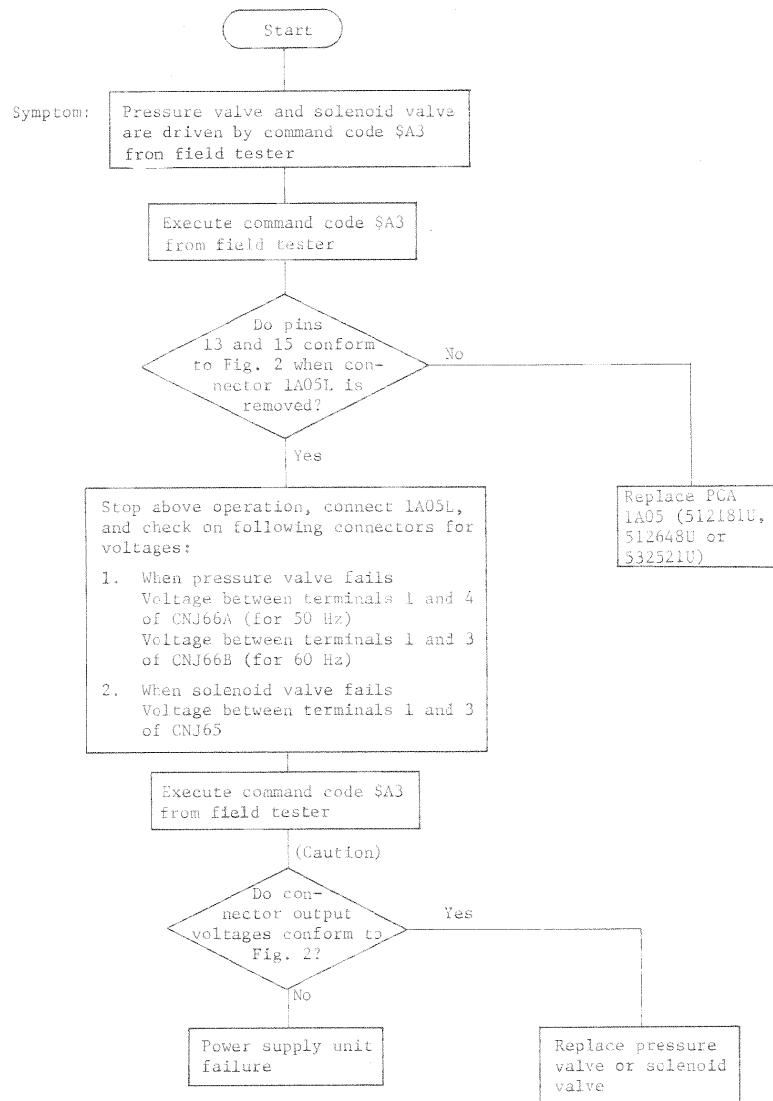 Start
Symptom:
Pressure valve and solenoid valve
are driven by command code $A3
from field tester
Execute command code $A3
from field tester
Do pins
13 and 15 conform
to Fig. 2 when con-
nector 1A05L is
removed?
No
Yes
Stop above operation, connect 1A05L,
and check on following connectors for
voltages:
1. When pressure valve fails
Voltage between terminals 1 and 4
of CNJ66A (for 50 Hz)
Voltage between terminals 1 and 3
of CNJ66B (for 60 Hz)
2. When solenoid valve fails
Voltage between terminals 1 and 3
of CNJ65
Replace PCA
1A05 (512181U,
512648U or
532521U)
Execute command code $A3
from field tester
(Caution)
Do con-
nector output
voltages conform to
Fig. 2?
Yes
No
Power supply unit
failure
Replace pressure
valve or solenoid
valve